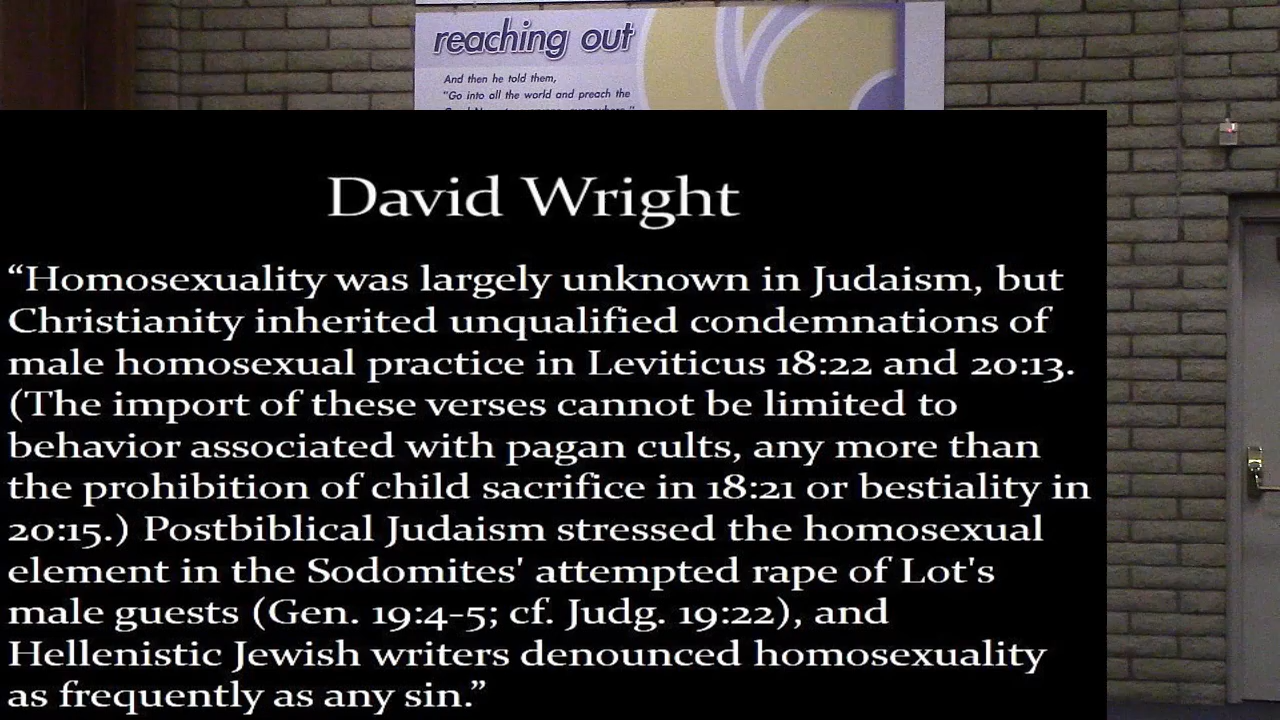 reaching out
And then he told them,
"Go into all the world and preach the
David Wright
“Homosexuality was largely unknown in Judaism, but
Christianity inherited unqualified condemnations of
male homosexual practice in Leviticus 18:22 and 20:13.
(The import of these verses cannot be limited to
behavior associated with pagan cults, any more than
the prohibition of child sacrifice in 18:21 or bestiality in
20:15.) Postbiblical Judaism stressed the homosexual
element in the Sodomites' attempted rape of Lot's
male guests (Gen. 19:4-5; cf. Judg. 19:22), and
Hellenistic Jewish writers denounced homosexuality
as frequently as any sin.”